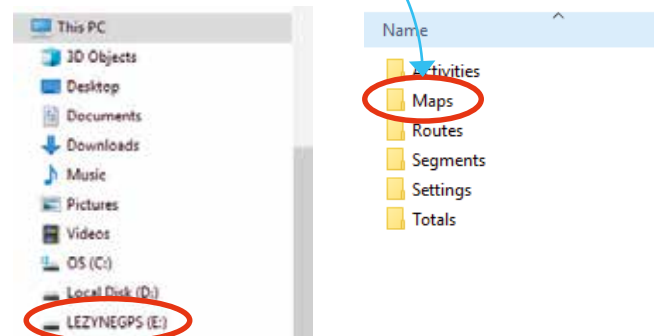 This PC
3D Objects
Desktop
Documents
Downloads
Music
Pictures
Videos
OS (C:)
Local Disk (D:)
LEZYNEGPS (E:)
Name
Activities
Maps
Routes
Segments
Settings
Totals